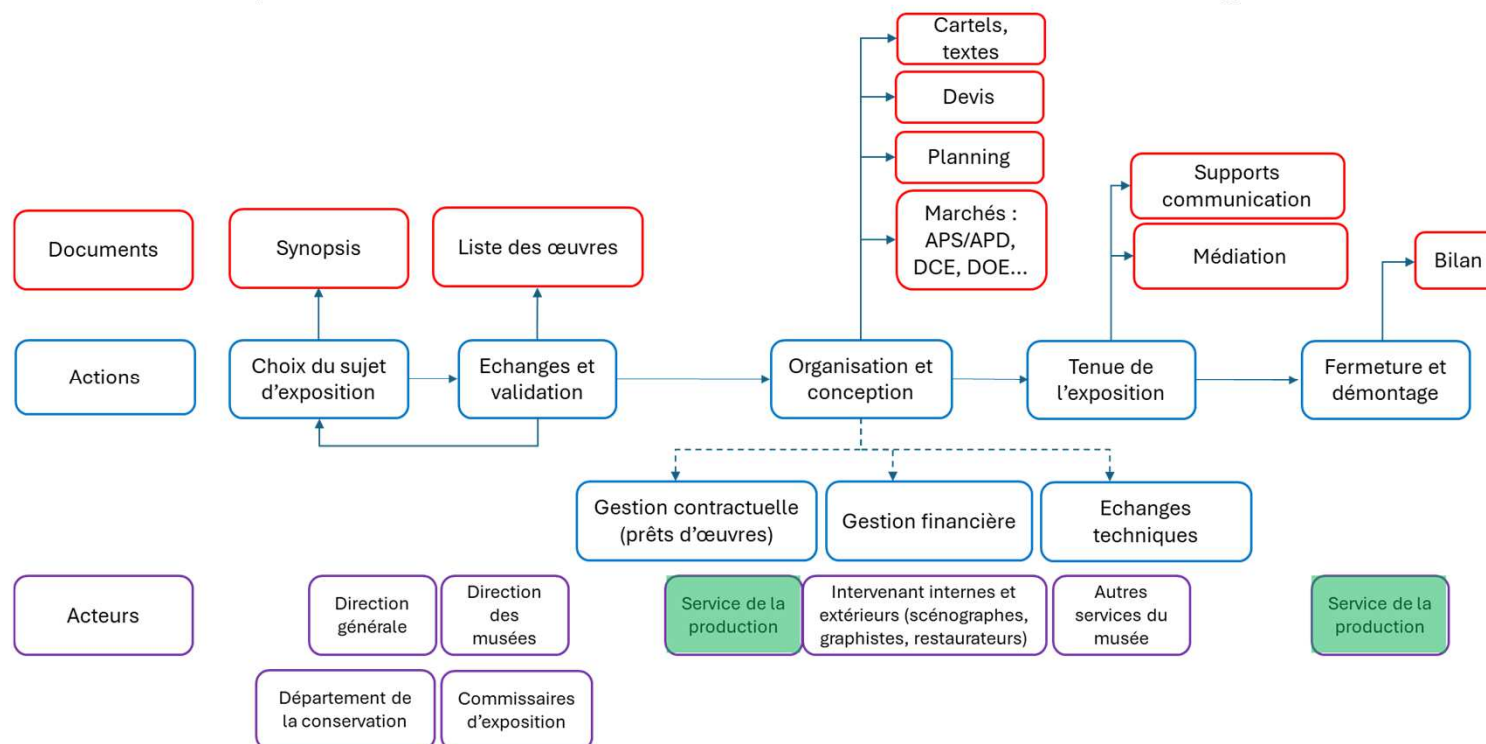 Cartels,
textes
Devis
Planning
Marchés :
APS/APD,
DCE, DOE...
Supports
communication
Médiation
Documents
Synopsis
Liste des œuvres
Bilan
Actions
Choix du sujet
d'exposition
Echanges et
validation
Organisation et
conception
Tenue de
l'exposition
Fermeture et
démontage
Gestion contractuelle
(prêts d'œuvres)
Gestion financière
Echanges
techniques
Acteurs
Direction
générale
Direction
des
musées
Service de la
production
Intervenant internes et
extérieurs (scénographes,
graphistes, restaurateurs)
Autres
services du
musée
Service de la
production
Département de
la conservation
Commissaires
d'exposition